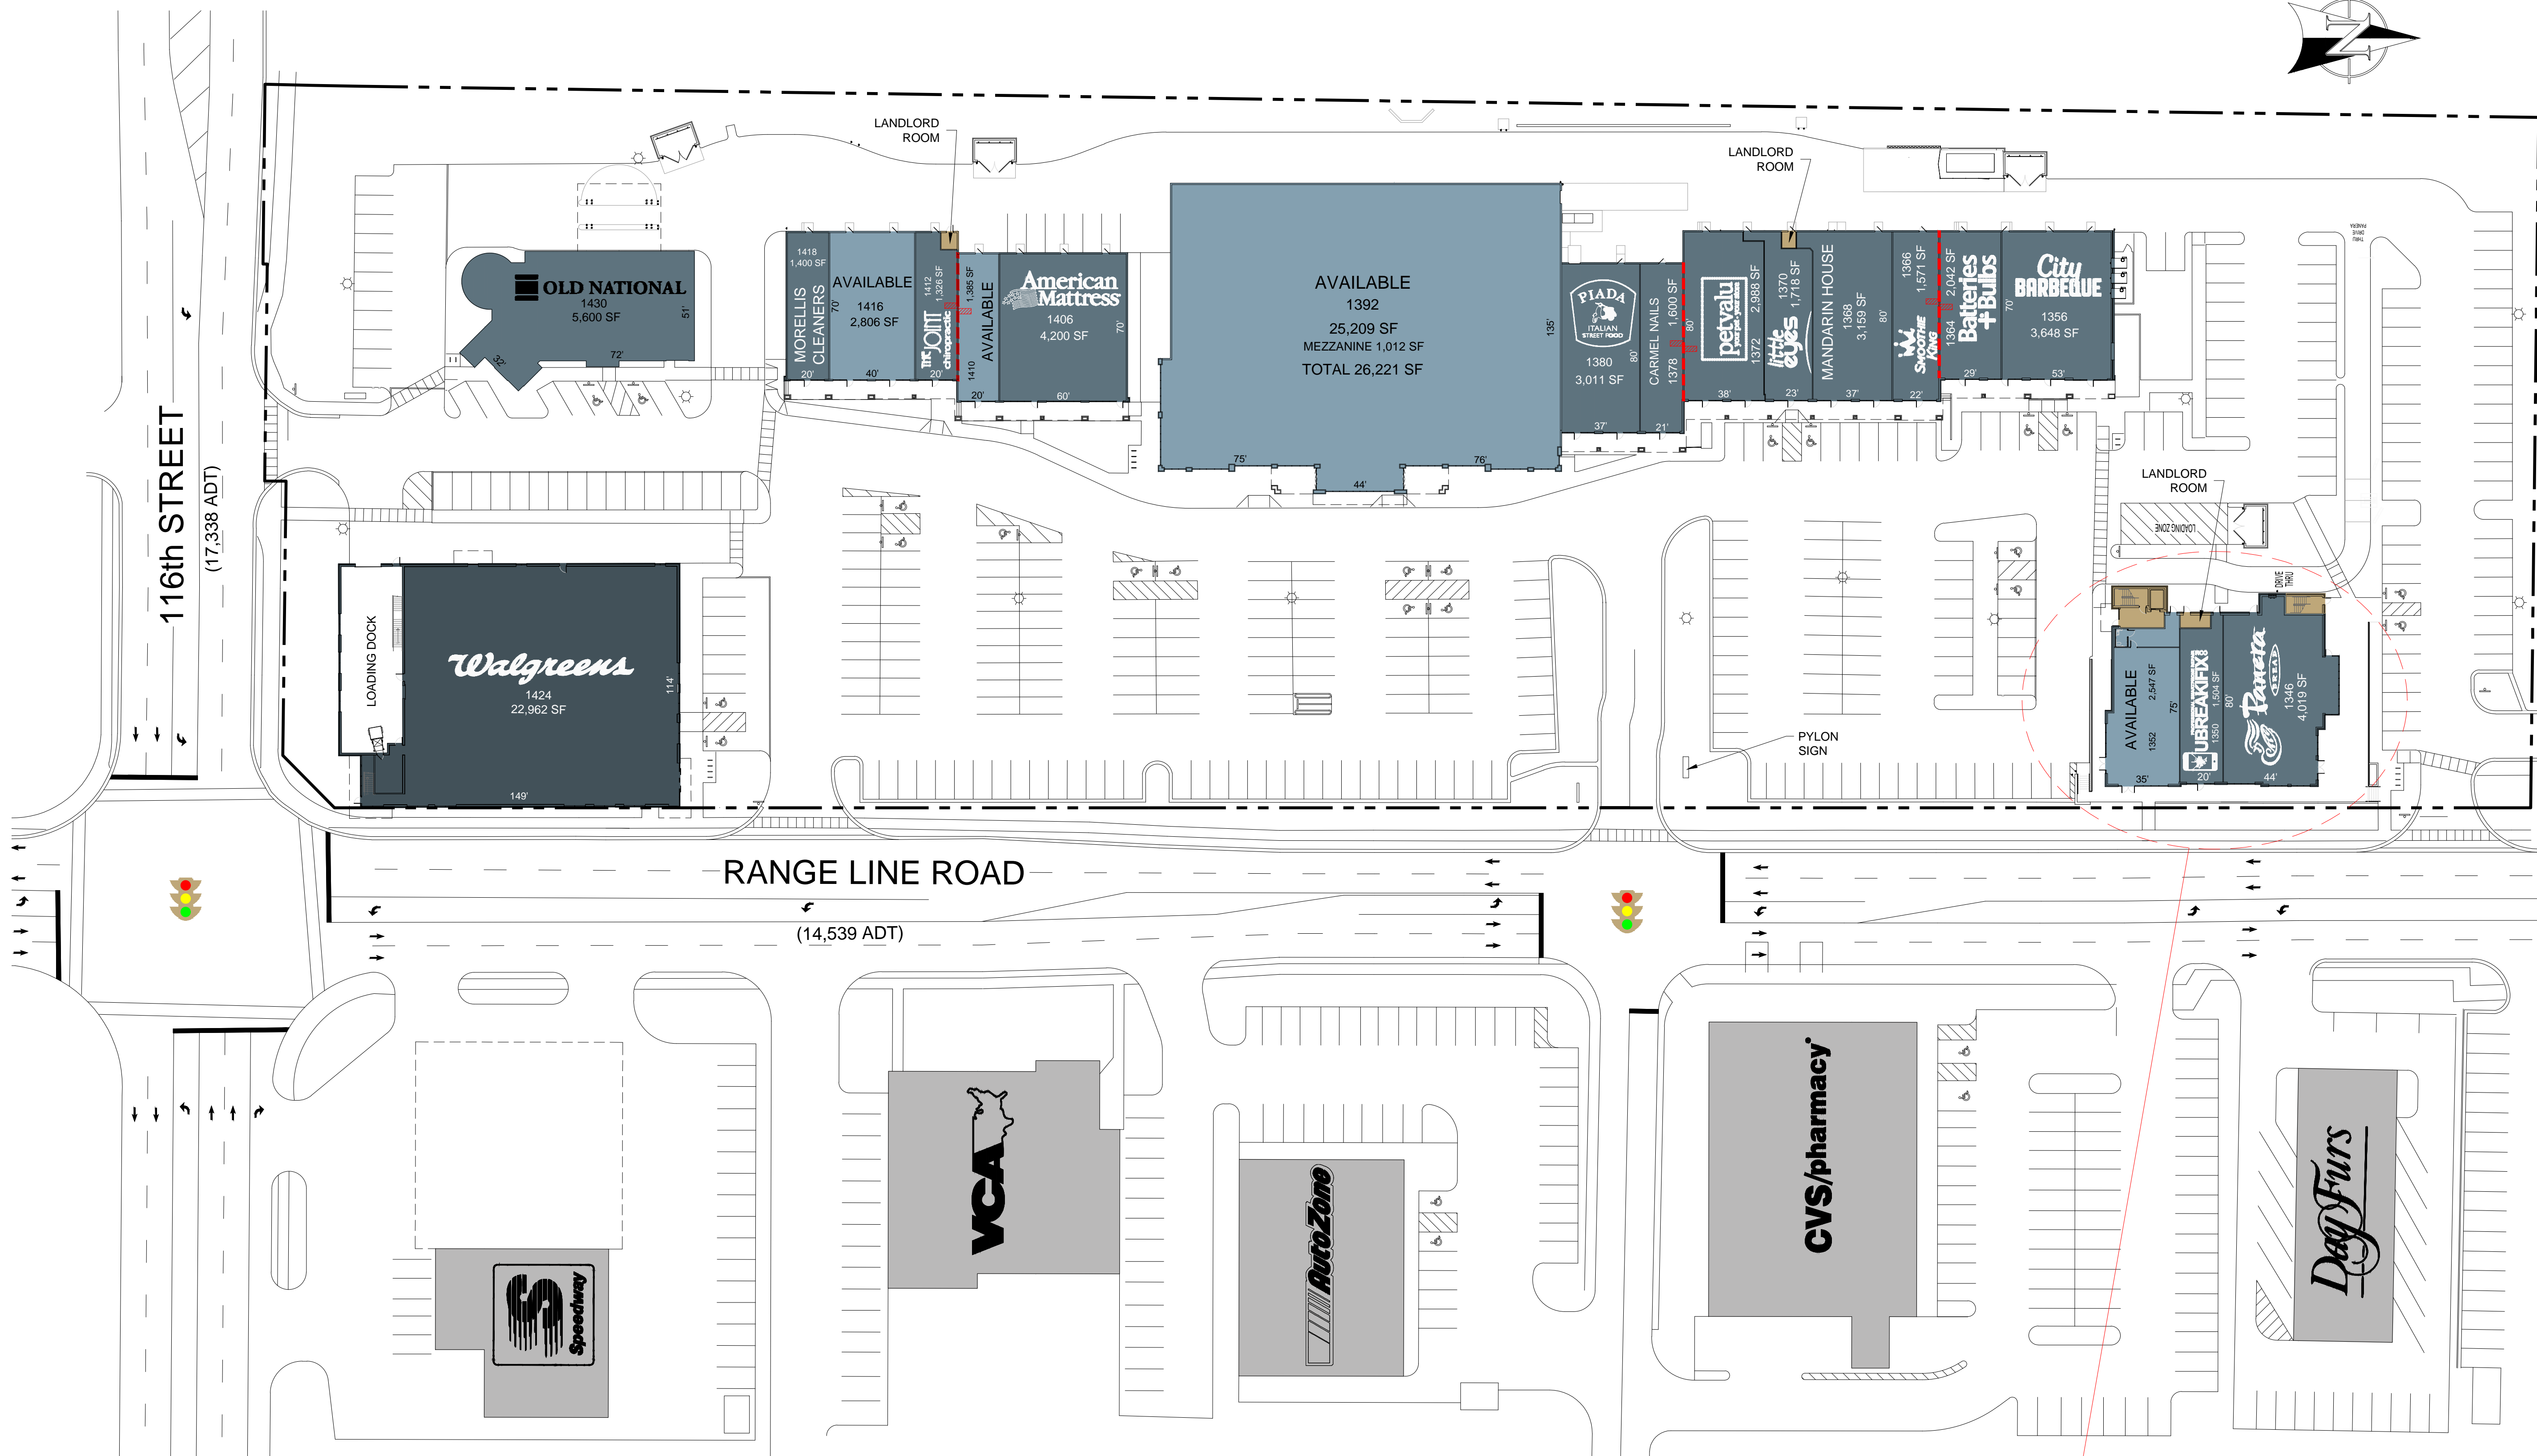 N
116th STREET
(17,338 ADT)
OLD NATIONAL
1430
5,600 SF
51'
32'
72'
LANDLORD
ROOM
1418
1,400 SF
MORELLIS
CLEANERS
20'
70'
AVAILABLE
1416
2,806 SF
40'
1412
1,326 SF
THE JOINT
chiropractic
20'
1,385 SF
AVAILABLE
1410
20'
American
Mattress
1406
4,200 SF
70'
60'
AVAILABLE
1392
25,209 SF
MEZZANINE 1,012 SF
TOTAL 26,221 SF
135'
75'
76'
44'
PIADA
ITALIAN
STREET FOOD
1380
3,011 SF
80'
37'
CARMEL NAILS
1378
1,600 SF
21'
LANDLORD
ROOM
80'
petvalu
your pet - your store
1372
2,988 SF
38'
little
eyes
1370
1,718 SF
23'
MANDARIN HOUSE
1368
3,159 SF
80'
37'
1366
1,571 SF
SMOOTHIE
KING
22'
1364
2,042 SF
Batteries
+Bulbs
29'
City
BARBEQUE
1356
3,648 SF
70'
53'
PANERA
DRIVE
THRU
LOADING DOCK
Walgreens
1424
22,962 SF
114'
149'
PYLON
SIGN
LANDLORD
ROOM
LOADING ZONE
DRIVE
THRU
AVAILABLE
1352
2,547 SF
75'
35'
UBREAKIFIX
1350
1,504 SF
80'
20'
Panera
BREAD
1346
4,019 SF
44'
RANGE LINE ROAD
(14,539 ADT)
Speedway
VCA
AutoZone
CVS/pharmacy
Day Furs